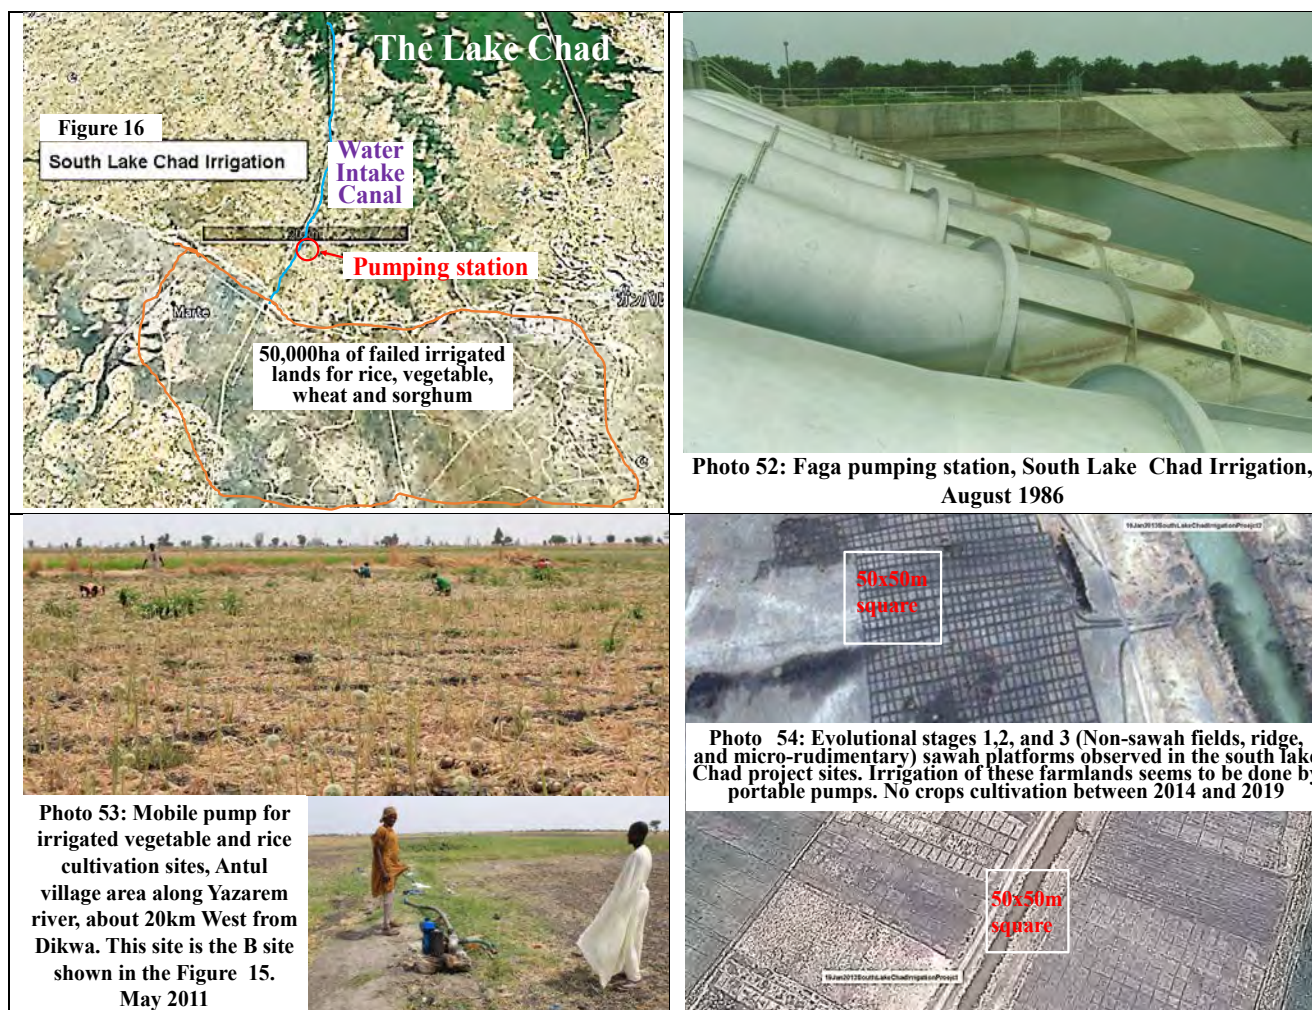 The Lake Chad
Figure 16
South Lake Chad Irrigation
Water
Intake
Canal
Pumping station
Marte
ガンバル
50,000ha of failed irrigated
lands for rice, vegetable,
wheat and sorghum
Photo 52: Faga pumping station, South Lake Chad Irrigation,
August 1986
Photo 53: Mobile pump for
irrigated vegetable and rice
cultivation sites, Antul
village area along Yazarem
river, about 20km West from
Dikwa. This site is the B site
shown in the Figure 15.
May 2011
50x50m
square
Photo 54: Evolutional stages 1,2, and 3 (Non-sawah fields, ridge,
and micro-rudimentary) sawah platforms observed in the south lake
Chad project sites. Irrigation of these farmlands seems to be done by
portable pumps. No crops cultivation between 2014 and 2019
50x50m
square